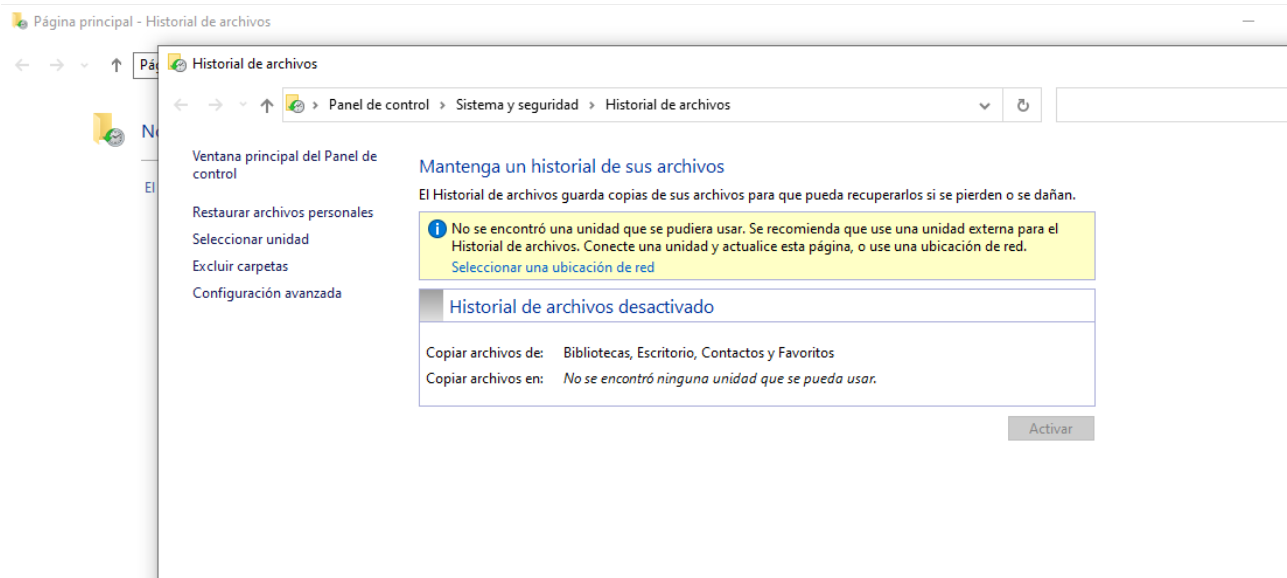 Página principal - Historial de archivos
Historial de archivos
Panel de control > Sistema y seguridad > Historial de archivos
Ventana principal del Panel de
control
Restaurar archivos personales
Seleccionar unidad
Excluir carpetas
Configuración avanzada
Mantenga un historial de sus archivos
El Historial de archivos guarda copias de sus archivos para que pueda recuperarlos si se pierden o se dañan.
No se encontró una unidad que se pudiera usar. Se recomienda que use una unidad externa para el
Historial de archivos. Conecte una unidad y actualice esta página, o use una ubicación de red.
Seleccionar una ubicación de red
Historial de archivos desactivado
Copiar archivos de: Bibliotecas, Escritorio, Contactos y Favoritos
Copiar archivos en: No se encontró ninguna unidad que se pueda usar.
Activar
El